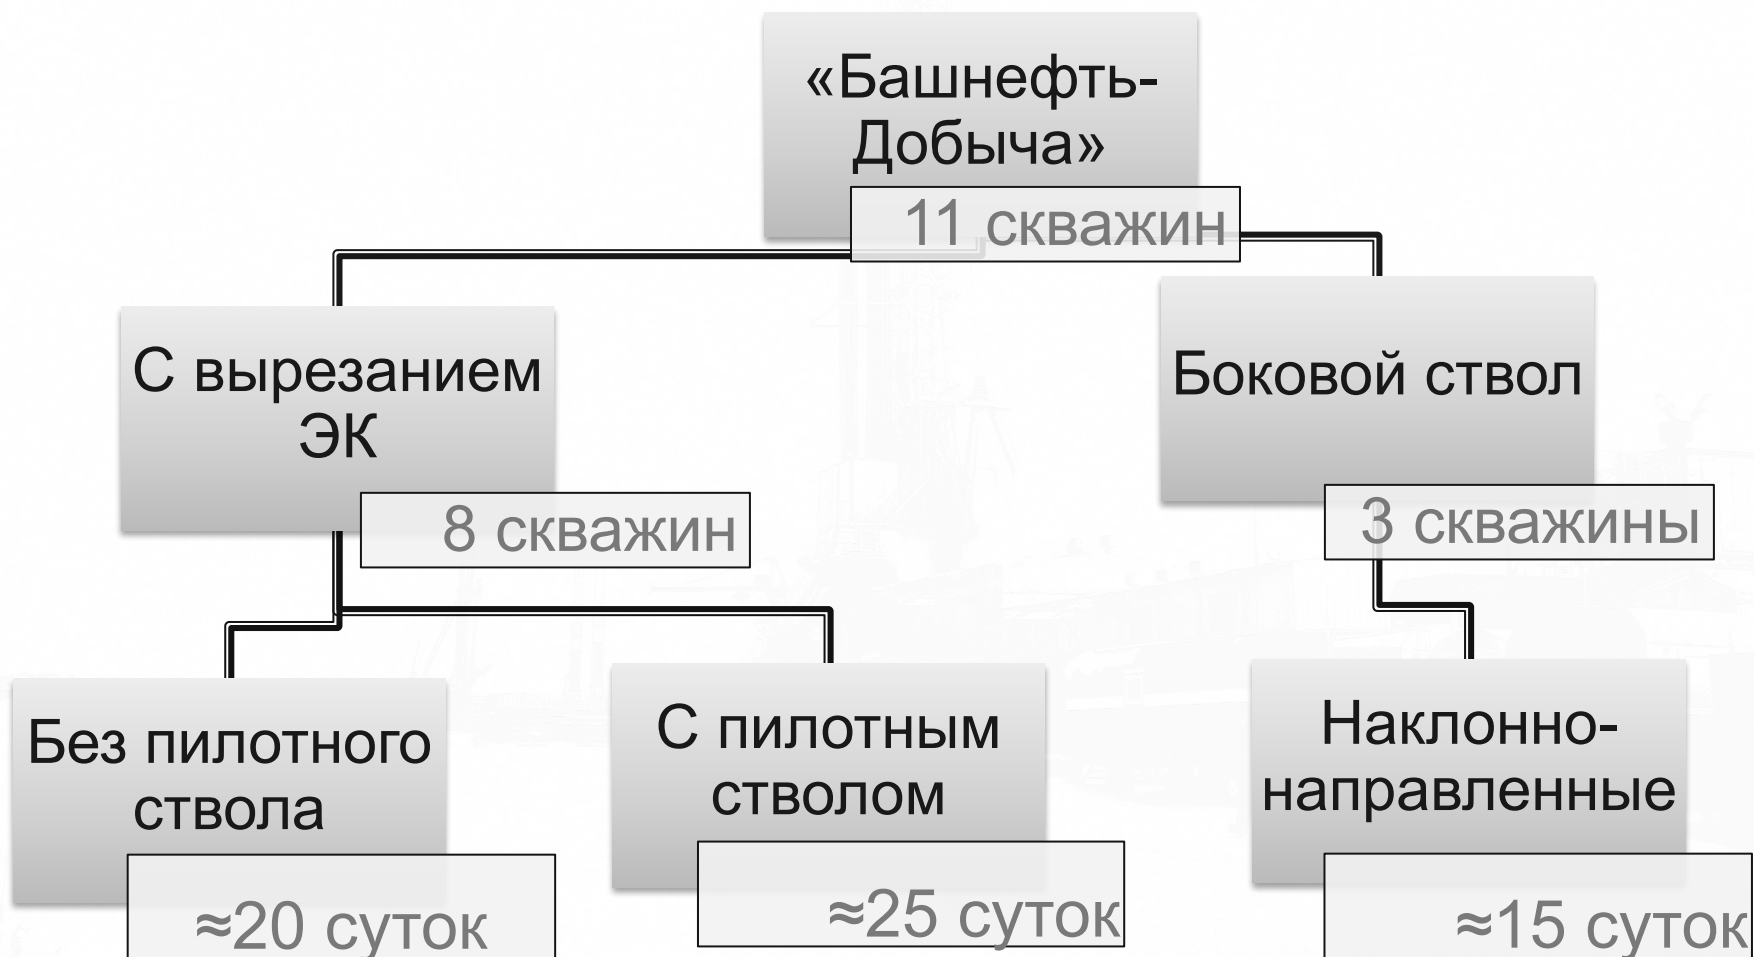 «Башнефть-
Добыча»
11 скважин
С вырезанием
ЭК
8 скважин
Боковой ствол
3 скважины
Без пилотного
ствола
≈20 суток
С пилотным
стволом
≈25 суток
Наклонно-
направленные
≈15 суток